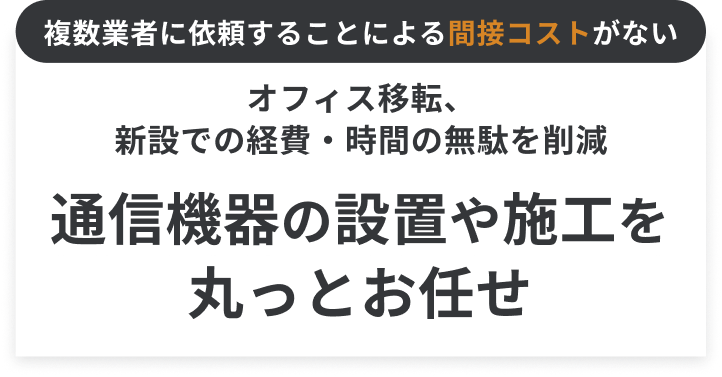 複数業者に依頼することによる間接コストがない
オフィス移転、
新設での経費・時間の無駄を削減
通信機器の設置や施工を
丸っとお任せ